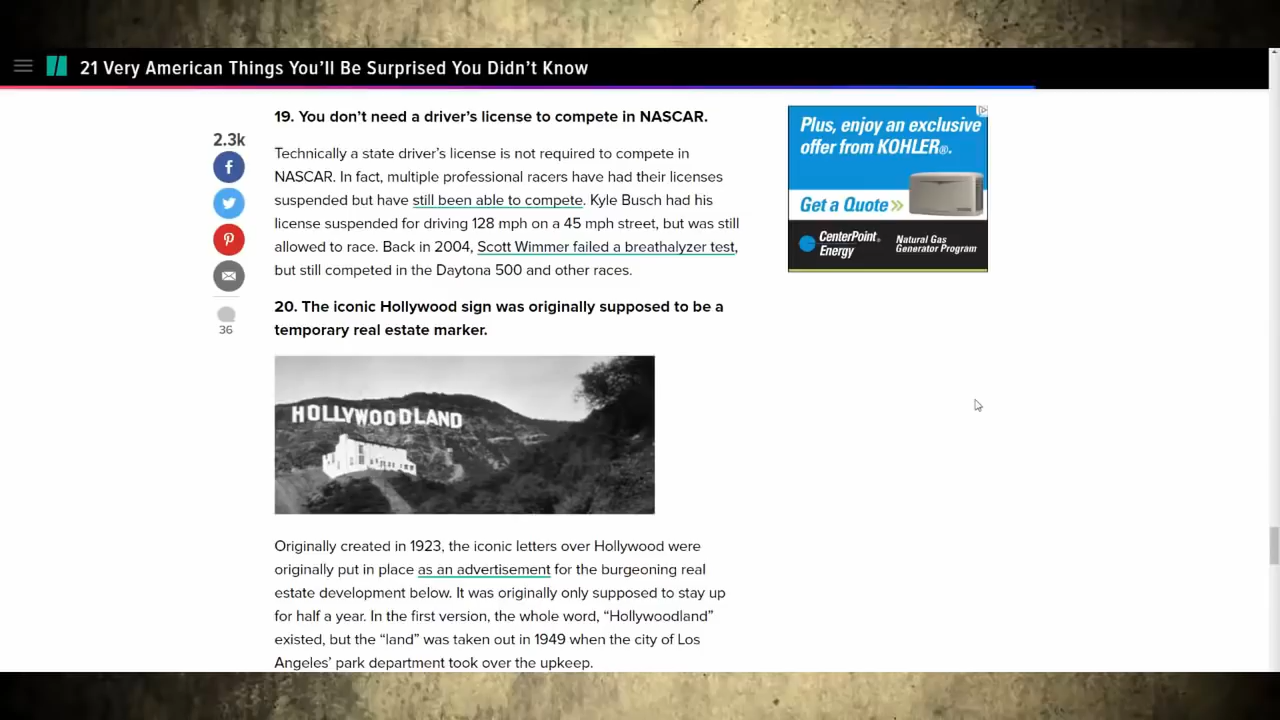 21 Very American Things You'll Be Surprised You Didn't Know
19. You don't need a driver's license to compete in NASCAR.
2.3k
Technically a state driver's license is not required to compete in
NASCAR. In fact, multiple professional racers have had their licenses
suspended but have still been able to compete. Kyle Busch had his
license suspended for driving 128 mph on a 45 mph street, but was still
allowed to race. Back in 2004, Scott Wimmer failed a breathalyzer test,
but still competed in the Daytona 500 and other races.
36
20. The iconic Hollywood sign was originally supposed to be a
temporary real estate marker.
HOLLYWOODLAND
Originally created in 1923, the iconic letters over Hollywood were
originally put in place as an advertisement for the burgeoning real
estate development below. It was originally only supposed to stay up
for half a year. In the first version, the whole word, “Hollywoodland”
existed, but the “land” was taken out in 1949 when the city of Los
Angeles’ park department took over the upkeep.
Plus, enjoy an exclusive
offer from KOHLER®.
Get a Quote »
CenterPoint®
Energy
Natural Gas
Generator Program